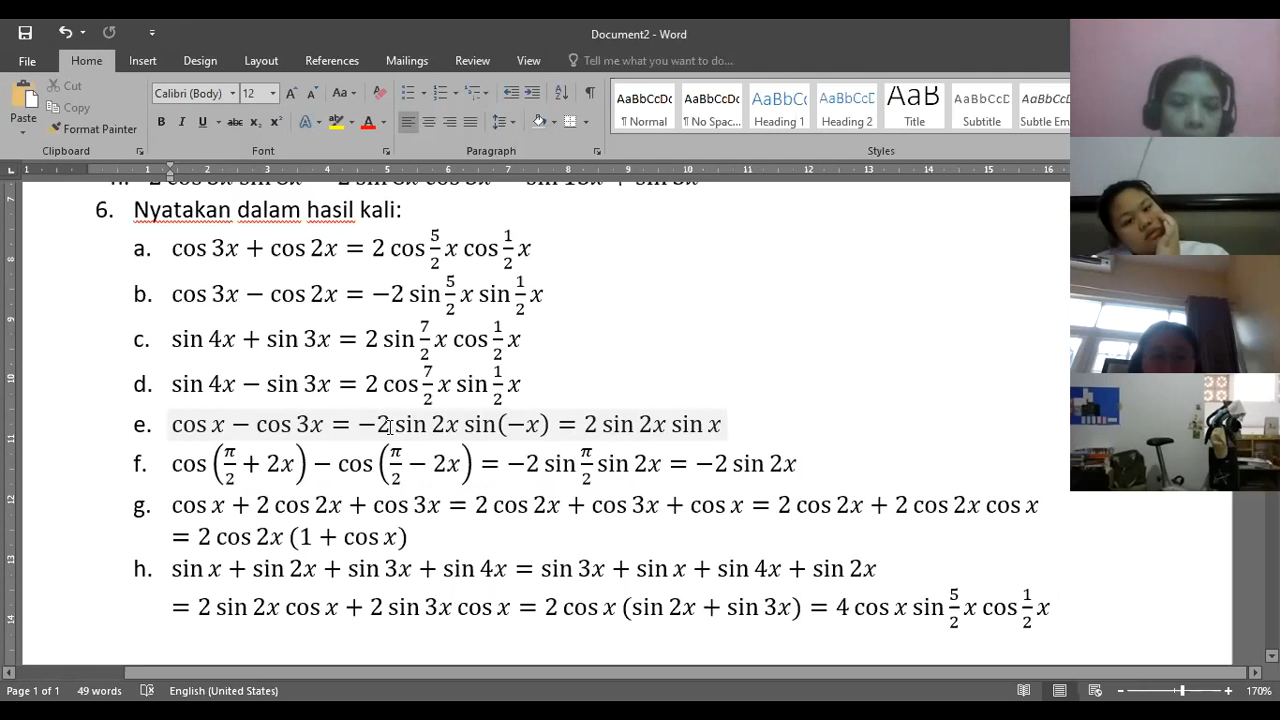 Document2 - Word
File Home Insert Design Layout References Mailings Review View Tell me what you want to do...
Cut
Copy
Format Painter
Paste
Calibri (Body) 12
AaBbCcDc AaBbCcDc AaBbCc AaBbCcD AaB AaBbCcD AaBbCcD
¶ Normal ¶ No Spac... Heading 1 Heading 2 Title Subtitle Subtle Em
Clipboard Font Paragraph Styles
6. Nyatakan dalam hasil kali:
a. cos 3x + cos 2x = 2 cos 5/2 x cos 1/2 x
b. cos 3x − cos 2x = −2 sin 5/2 x sin 1/2 x
c. sin 4x + sin 3x = 2 sin 7/2 x cos 1/2 x
d. sin 4x − sin 3x = 2 cos 7/2 x sin 1/2 x
e. cos x − cos 3x = −2 sin 2x sin(−x) = 2 sin 2x sin x
f. cos (π/2 + 2x) − cos (π/2 − 2x) = −2 sin π/2 sin 2x = −2 sin 2x
g. cos x + 2 cos 2x + cos 3x = 2 cos 2x + cos 3x + cos x = 2 cos 2x + 2 cos 2x cos x
= 2 cos 2x (1 + cos x)
h. sin x + sin 2x + sin 3x + sin 4x = sin 3x + sin x + sin 4x + sin 2x
= 2 sin 2x cos x + 2 sin 3x cos x = 2 cos x (sin 2x + sin 3x) = 4 cos x sin 5/2 x cos 1/2 x
Page 1 of 1 49 words English (United States) 170%